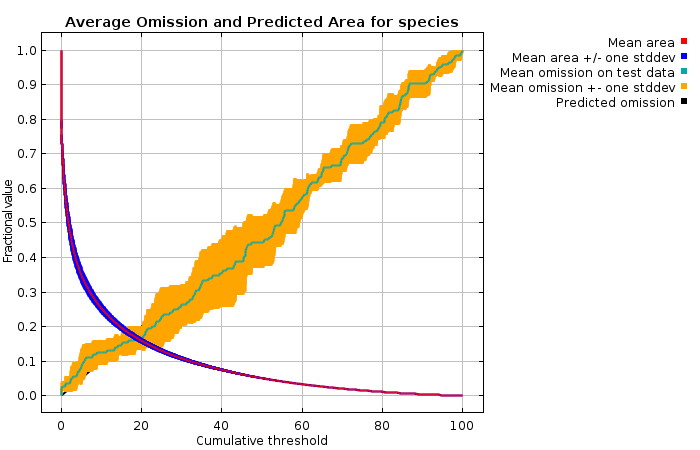 Average Omission and Predicted Area for species
Mean area
Mean area +/- one stddev
Mean omission on test data
Mean omission +- one stddev
Predicted omission
Fractional value
1.0
0.9
0.8
0.7
0.6
0.5
0.4
0.3
0.2
0.1
0.0
0 20 40 60 80 100
Cumulative threshold